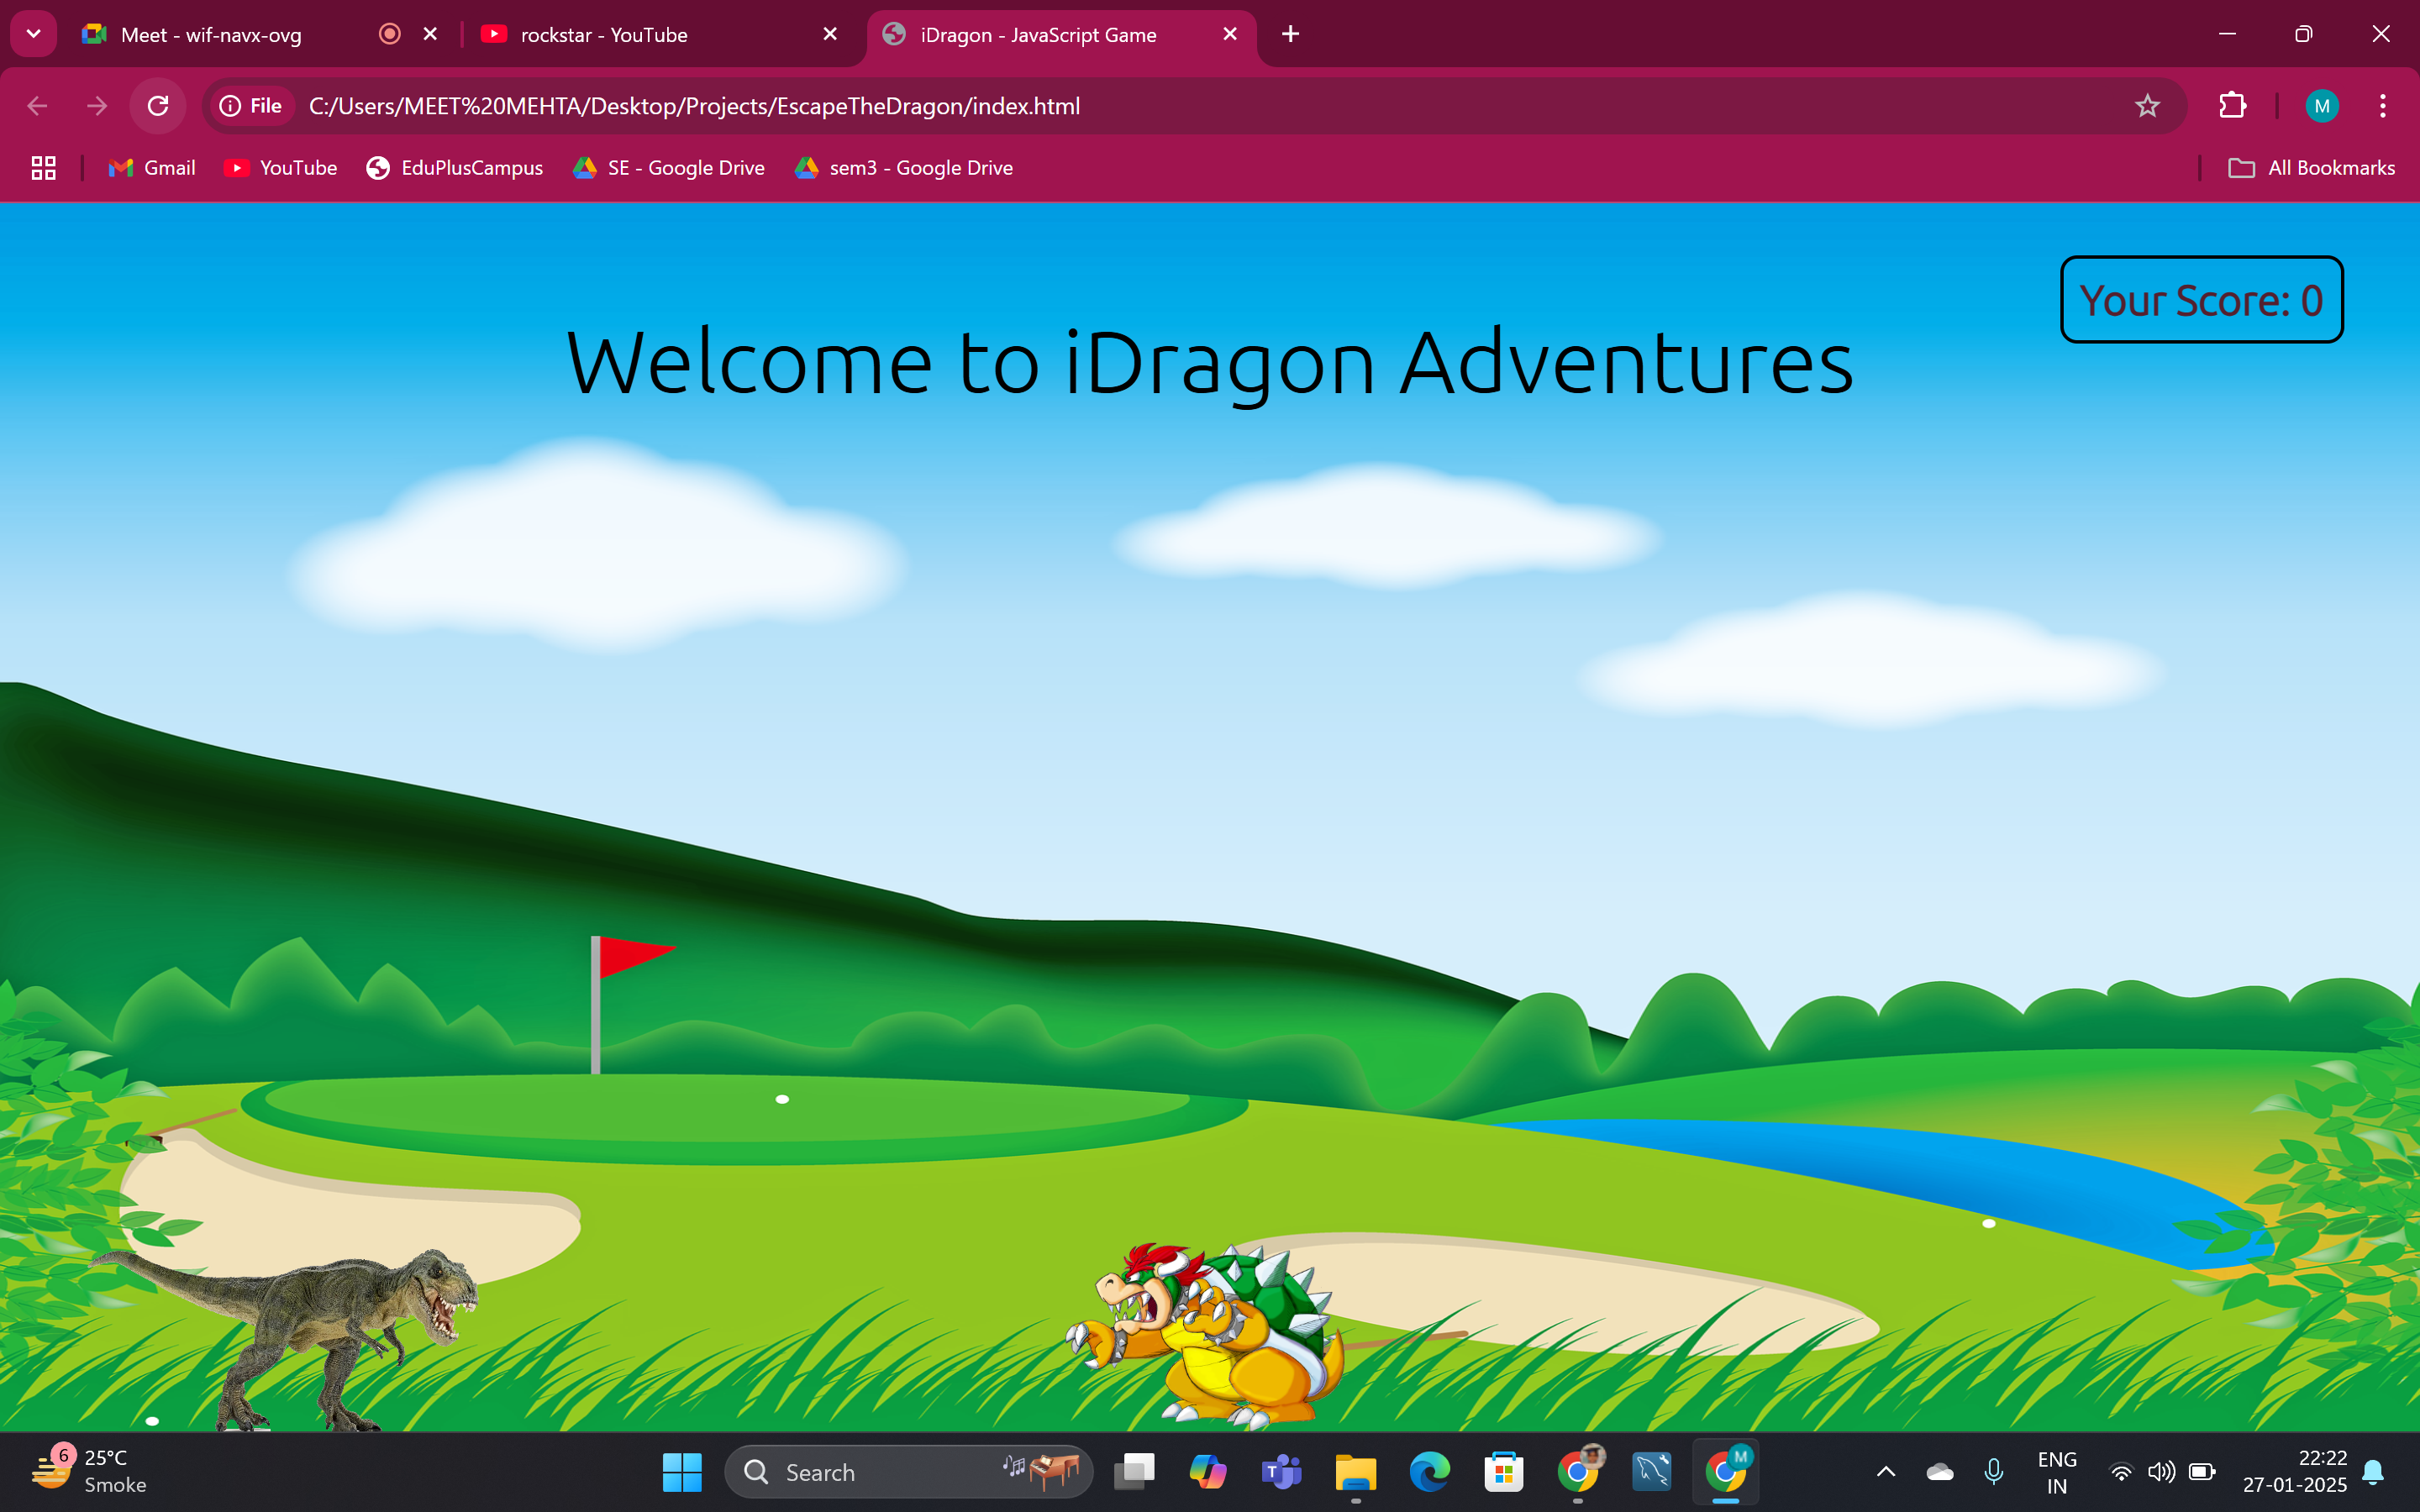 Meet - wif-navx-ovg
rockstar - YouTube
iDragon - JavaScript Game
File
C:/Users/MEET%20MEHTA/Desktop/Projects/EscapeTheDragon/index.html
M
Gmail
YouTube
EduPlusCampus
SE - Google Drive
sem3 - Google Drive
All Bookmarks
Your Score: 0
Welcome to iDragon Adventures
6
25°C
Smoke
Search
T
M
ENG
IN
22:22
27-01-2025